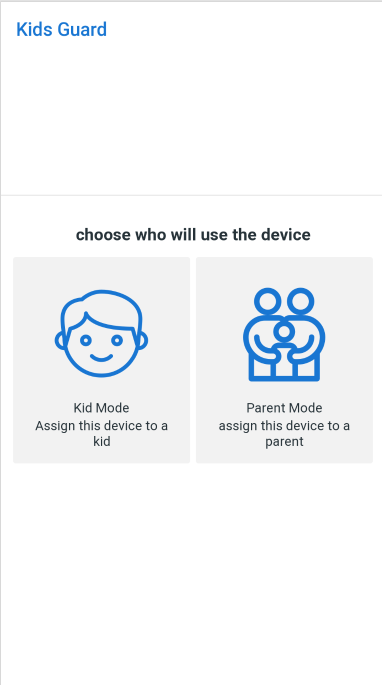 Kids Guard
choose who will use the device
Kid Mode
Assign this device to a
kid
Parent Mode
assign this device to a
parent